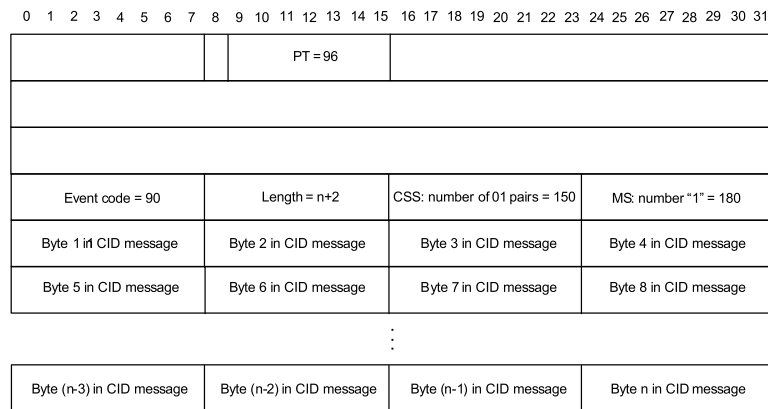 0 1 2 3 4 5 6 7 8 9 10 11 12 13 14 15 16 17 18 19 20 21 22 23 24 25 26 27 28 29 30 31
PT = 96
Event code = 90 Length = n+2 CSS: number of 01 pairs = 150 MS: number “1” = 180
Byte 1 in CID message Byte 2 in CID message Byte 3 in CID message Byte 4 in CID message
Byte 5 in CID message Byte 6 in CID message Byte 7 in CID message Byte 8 in CID message
Byte (n-3) in CID message Byte (n-2) in CID message Byte (n-1) in CID message Byte n in CID message